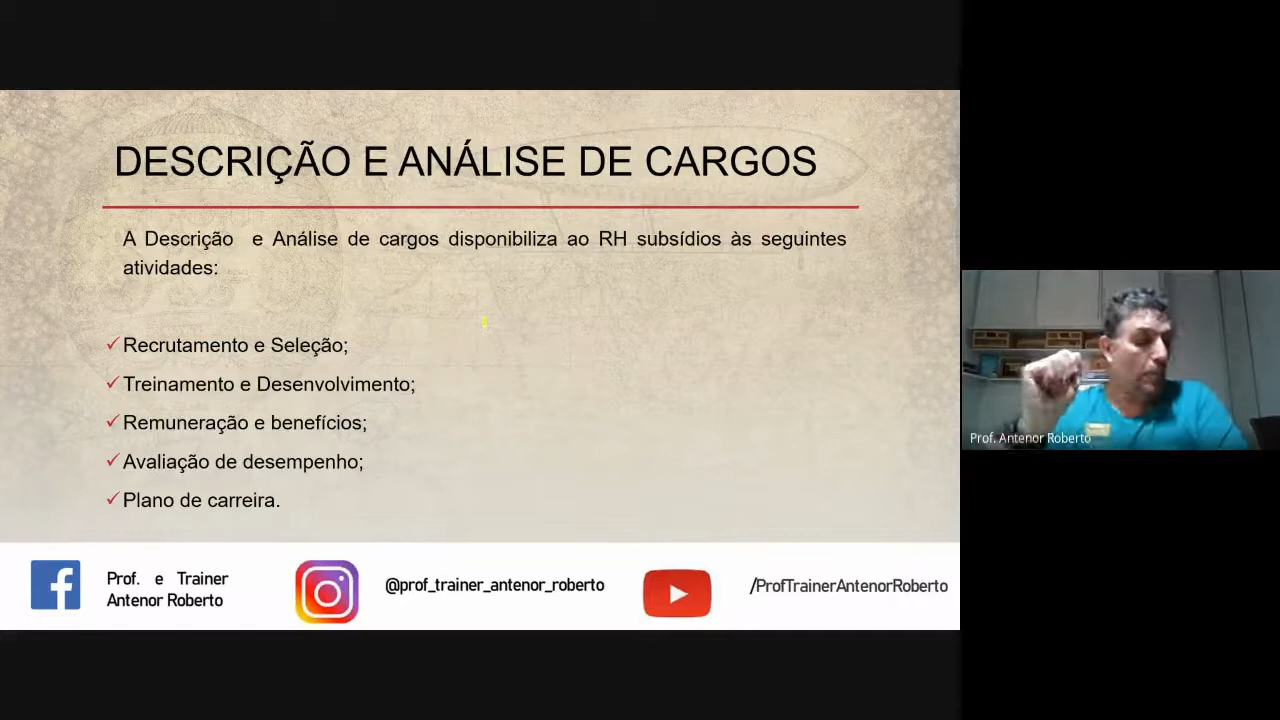 DESCRIÇÃO E ANÁLISE DE CARGOS
A Descrição e Análise de cargos disponibiliza ao RH subsídios às seguintes
atividades:
✓Recrutamento e Seleção;
✓Treinamento e Desenvolvimento;
✓Remuneração e benefícios;
✓Avaliação de desempenho;
✓Plano de carreira.
Prof. e Trainer
Antenor Roberto
@prof_trainer_antenor_roberto
/ProfTrainerAntenorRoberto
Prof. Antenor Roberto